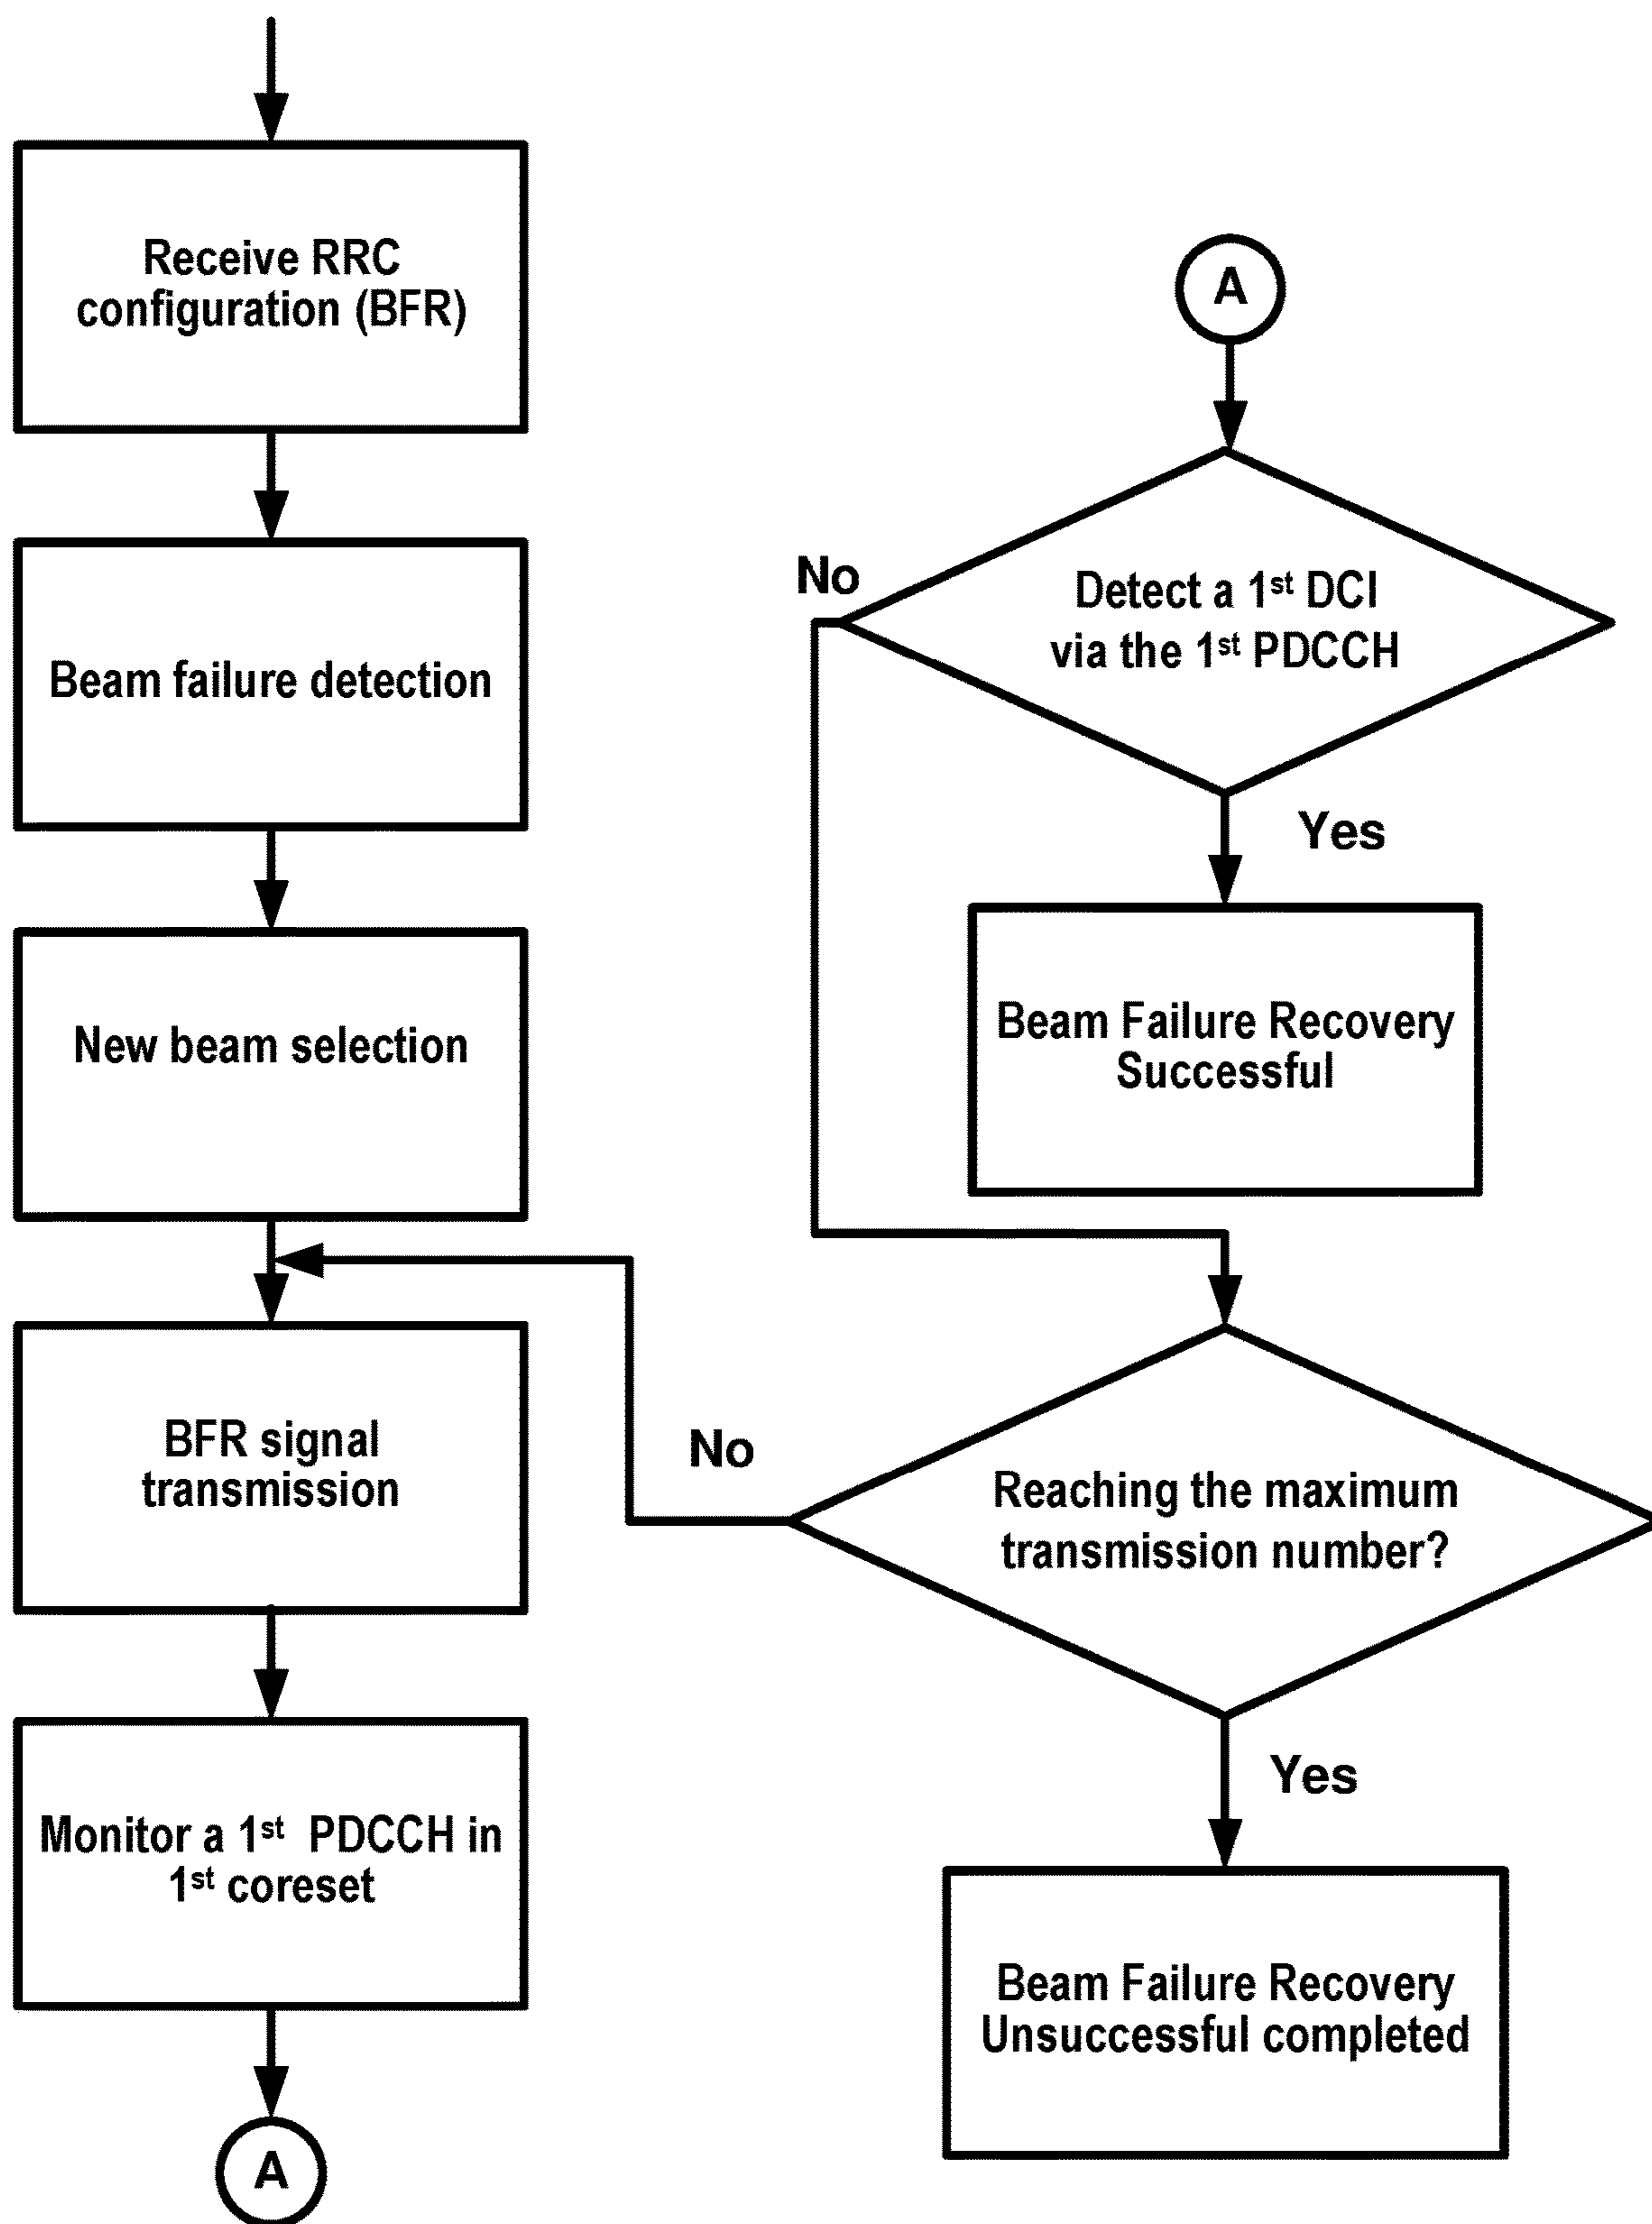 Receive RRC
configuration (BFR)
Beam failure detection
New beam selection
BFR signal
transmission
Monitor a 1st PDCCH in
1st coreset
A
A
Detect a 1st DCI
via the 1st PDCCH
No
Yes
Beam Failure Recovery
Successful
Reaching the maximum
transmission number?
No
Yes
Beam Failure Recovery
Unsuccessful completed